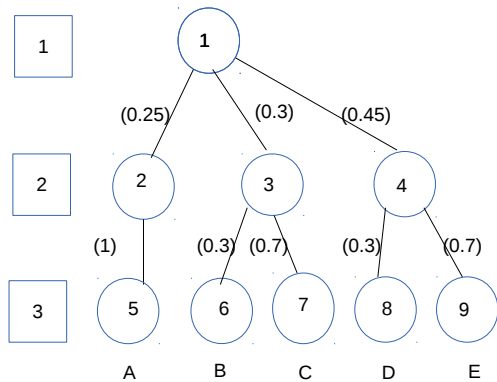 1 1
(0.25) (0.3) (0.45)
2 2 3 4
(1) (0.3) (0.7) (0.3) (0.7)
3 5 6 7 8 9
A B C D E